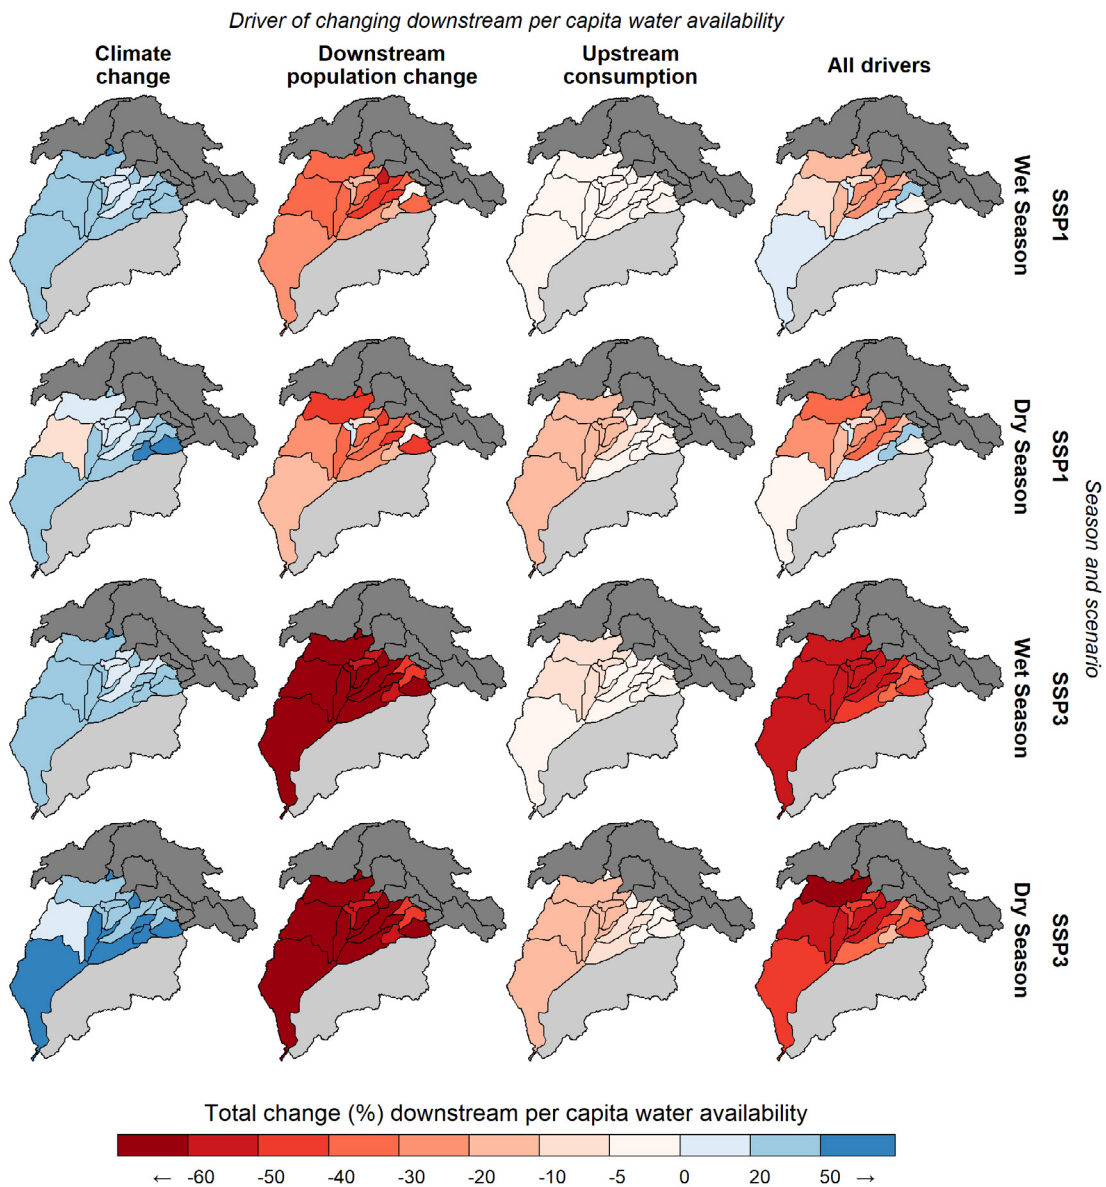 Driver of changing downstream per capita water availability
Climate
change
Downstream
population change
Upstream
consumption
All drivers
SSP1
Wet Season
SSP1
Dry Season
SSP3
Wet Season
SSP3
Dry Season
Season and scenario
Total change (%) downstream per capita water availability
← -60 -50 -40 -30 -20 -10 -5 0 20 50 →